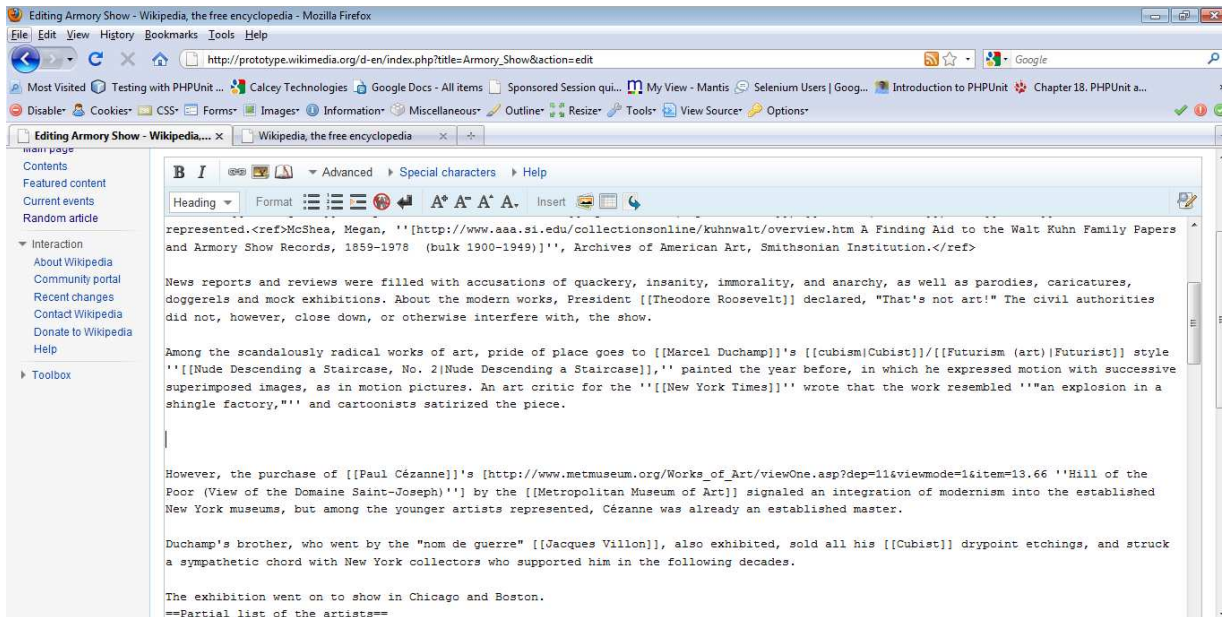 Editing Armory Show - Wikipedia, the free encyclopedia - Mozilla Firefox
File Edit View History Bookmarks Tools Help
http://prototype.wikimedia.org/d-en/index.php?title=Armory_Show&action=edit
Google
Most Visited Testing with PHPUnit ... Calcey Technologies Google Docs - All items Sponsored Session qui... My View - Mantis Selenium Users | Goog... Introduction to PHPUnit Chapter 18. PHPUnit a...
Disable Cookies CSS Forms Images Information Miscellaneous Outline Resize Tools View Source Options
Editing Armory Show - Wikipedia,... Wikipedia, the free encyclopedia
Main page
Contents
Featured content
Current events
Random article
Interaction
About Wikipedia
Community portal
Recent changes
Contact Wikipedia
Donate to Wikipedia
Help
Toolbox
B I Advanced Special characters Help
Heading Format A A A A Insert
represented.<ref>McShea, Megan, ''[http://www.aaa.si.edu/collectionsonline/kuhnwalt/overview.htm A Finding Aid to the Walt Kuhn Family Papers
and Armory Show Records, 1859-1978 (bulk 1900-1949)]'', Archives of American Art, Smithsonian Institution.</ref>
News reports and reviews were filled with accusations of quackery, insanity, immorality, and anarchy, as well as parodies, caricatures,
doggerels and mock exhibitions. About the modern works, President [[Theodore Roosevelt]] declared, "That's not art!" The civil authorities
did not, however, close down, or otherwise interfere with, the show.
Among the scandalously radical works of art, pride of place goes to [[Marcel Duchamp]]'s [[cubism|Cubist]]/[[Futurism (art)|Futurist]] style
''[[Nude Descending a Staircase, No. 2|Nude Descending a Staircase]],'' painted the year before, in which he expressed motion with successive
superimposed images, as in motion pictures. An art critic for the ''[[New York Times]]'' wrote that the work resembled ''"an explosion in a
shingle factory,"'' and cartoonists satirized the piece.
However, the purchase of [[Paul Cézanne]]'s [http://www.metmuseum.org/Works_of_Art/viewOne.asp?dep=11&viewmode=1&item=13.66 ''Hill of the
Poor (View of the Domaine Saint-Joseph)''] by the [[Metropolitan Museum of Art]] signaled an integration of modernism into the established
New York museums, but among the younger artists represented, Cézanne was already an established master.
Duchamp's brother, who went by the "nom de guerre" [[Jacques Villon]], also exhibited, sold all his [[Cubist]] drypoint etchings, and struck
a sympathetic chord with New York collectors who supported him in the following decades.
The exhibition went on to show in Chicago and Boston.
==Partial list of the artists==